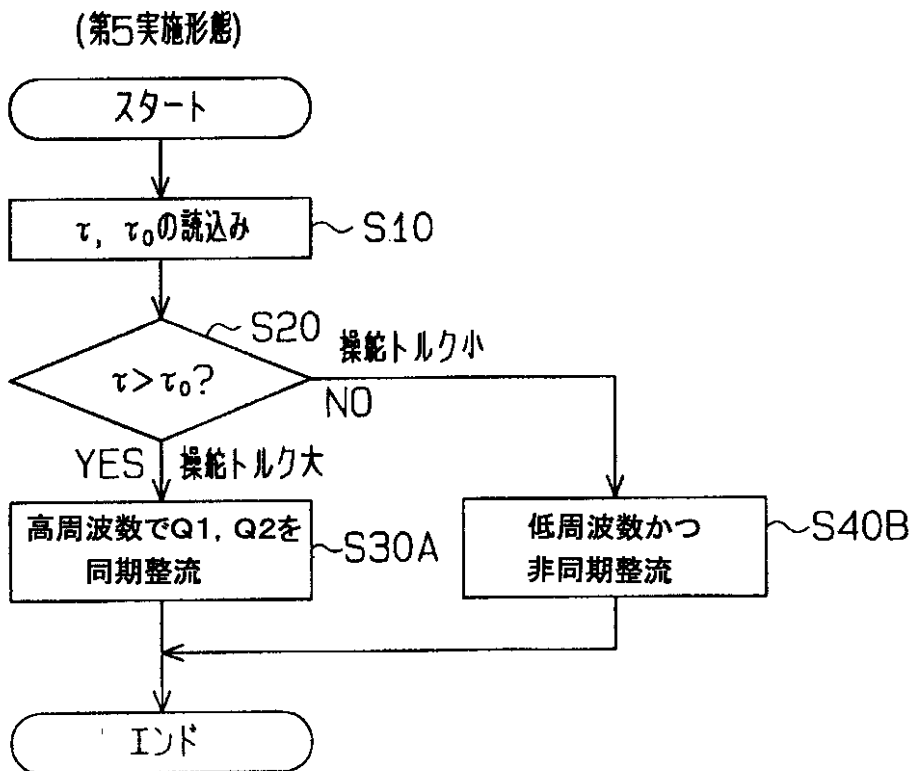 (第5実施形態)
スタート
τ, τ₀の読込み
S10
S20
操舵トルク小
τ>τ₀?
NO
YES
操舵トルク大
高周波数でQ1, Q2を
同期整流
S30A
低周波数かつ
非同期整流
S40B
エンド